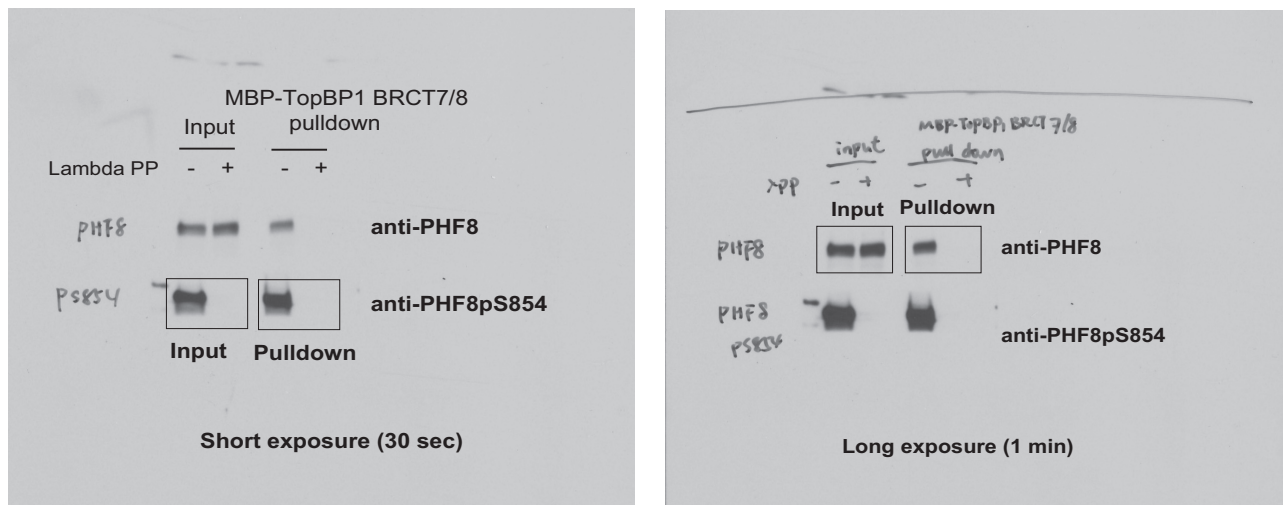 MBP-TopBP1 BRCT7/8
Input pulldown
Lambda PP - + - +
PHF8 anti-PHF8
PS854 anti-PHF8pS854
Input Pulldown
Short exposure (30 sec)
MBP-TopBP1 BRCT 7/8
input pull down
λPP - + - +
Input Pulldown
PHF8 anti-PHF8
PHF8
PS854 anti-PHF8pS854
Long exposure (1 min)